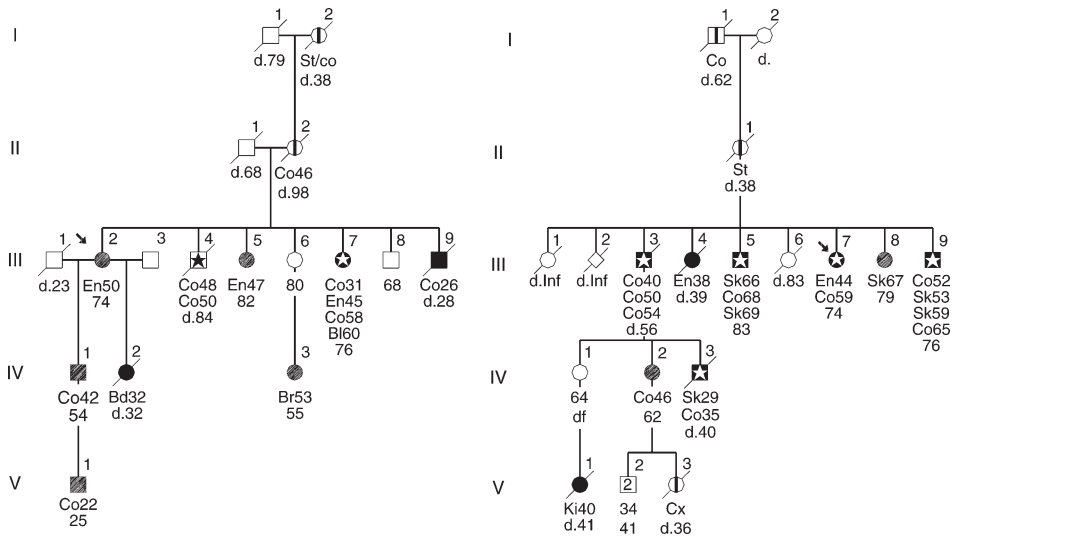 I
1 2
d.79 St/co
d.38
II
1 2
d.68 Co46
d.98
III
1 2 3 4 5 6 7 8 9
d.23 En50 Co48 En47 80 Co31 68 Co26
74 Co50 82 En45 d.28
d.84 Co58
Bl60
76
IV
1 2 3
Co42 Bd32 Br53
54 d.32 55
V
1
Co22
25
I
1 2
Co d.
d.62
II
1
St
d.38
III
1 2 3 4 5 6 7 8 9
d.Inf d.Inf Co40 En38 Sk66 d.83 En44 Sk67 Co52
Co50 d.39 Co68 Co59 79 Sk53
Co54 Sk69 74 Sk59
d.56 83 Co65
76
IV
1 2 3
64 Co46 Sk29
df 62 Co35
d.40
V
1 2 3
2
Ki40 34 Cx
d.41 41 d.36